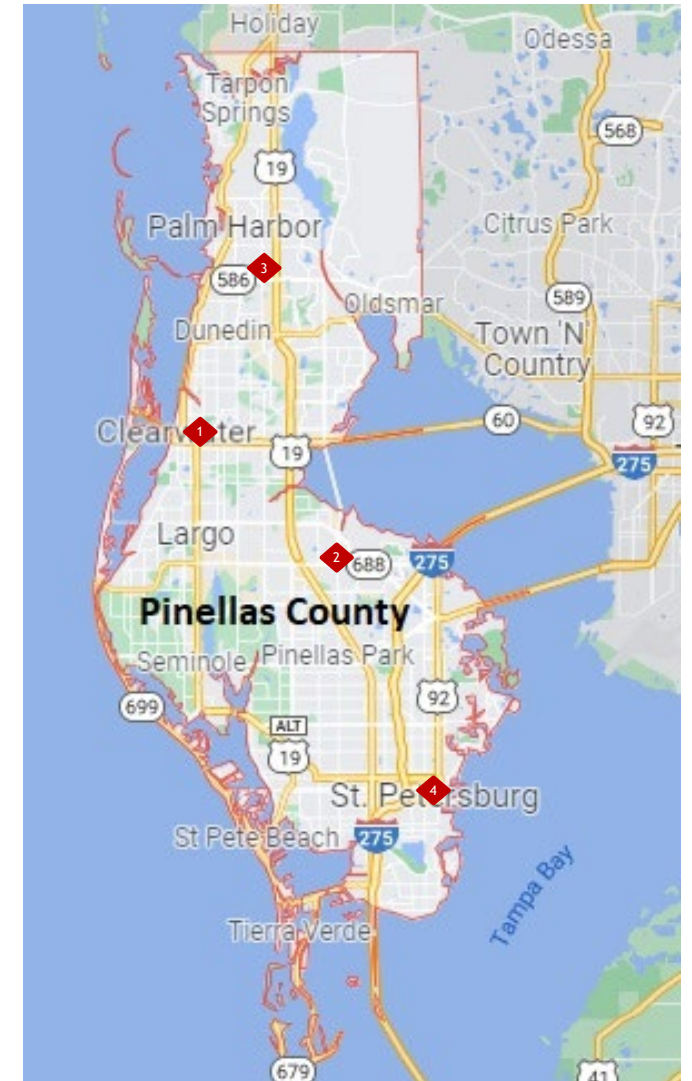 Holiday
Odessa
Tarpon
Springs
568
19
Palm Harbor
Citrus Park
3
586
589
Oldsmar
Dunedin
Town 'N'
Country
1
Clearwater
60
92
19
275
Largo
2
688
275
Pinellas County
Seminole
Pinellas Park
699
92
ALT
19
4
St. Petersburg
St Pete Beach
275
Tampa Bay
Tierra Verde
679
41